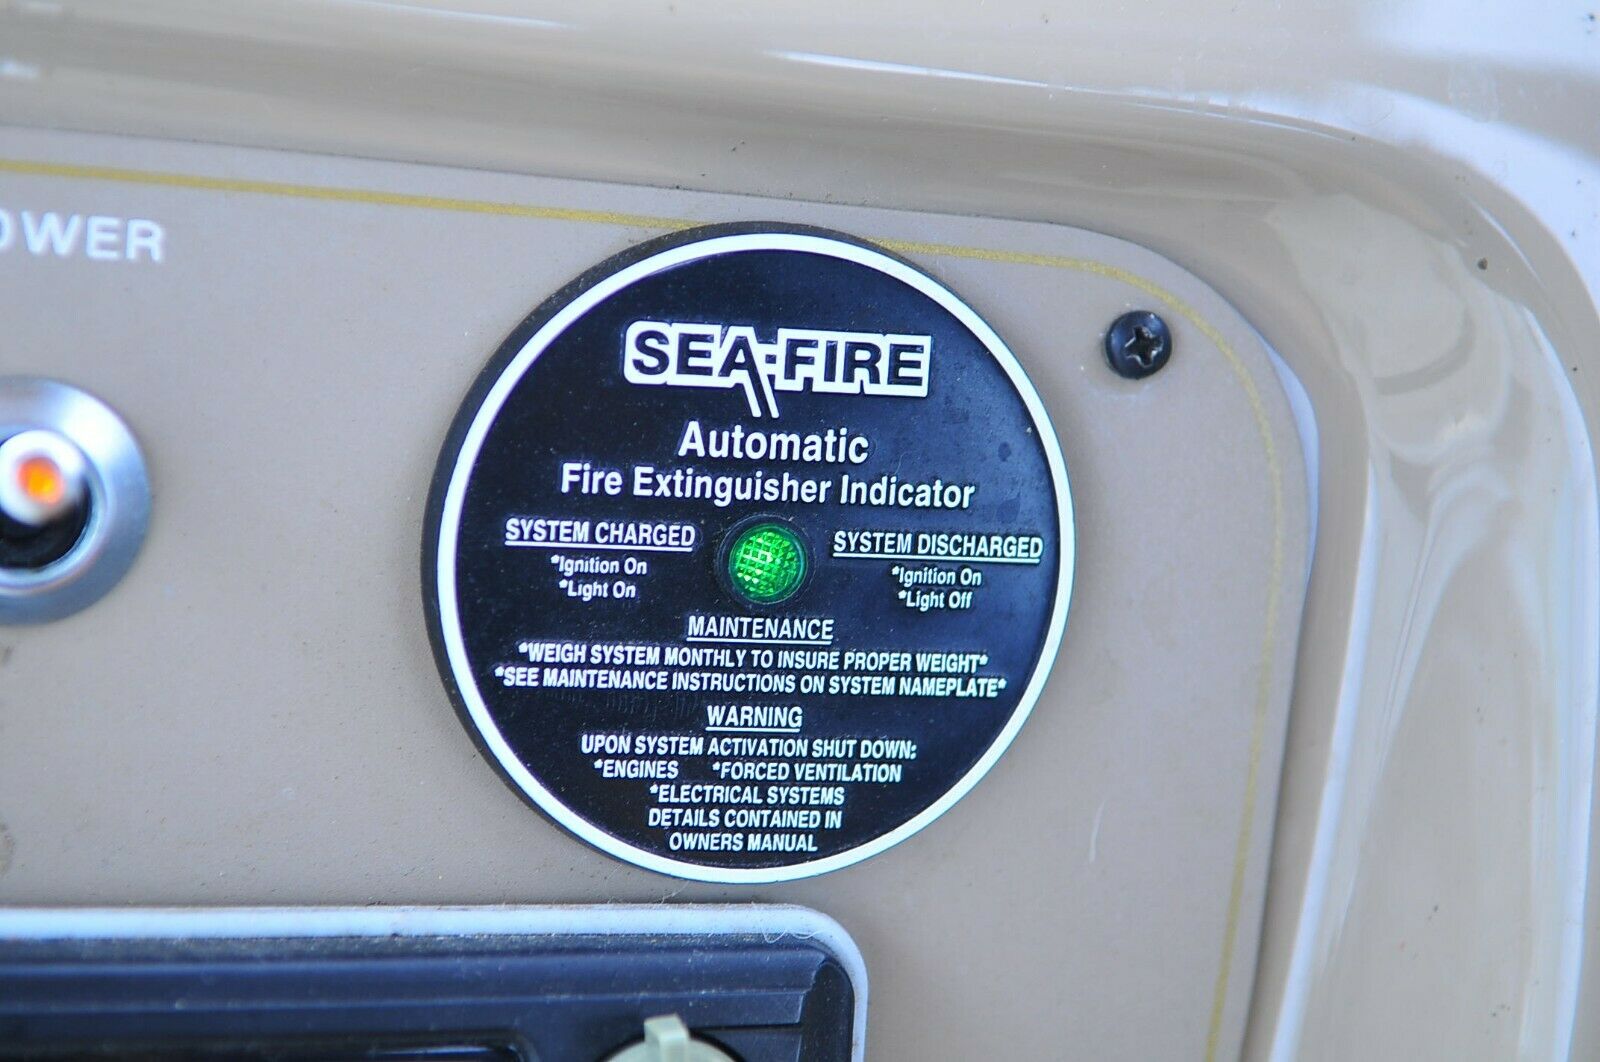 SEA-FIRE
Automatic
Fire Extinguisher Indicator
SYSTEM CHARGED
*Ignition On
*Light On
SYSTEM DISCHARGED
*Ignition On
*Light Off
MAINTENANCE
*WEIGH SYSTEM MONTHLY TO INSURE PROPER WEIGHT*
*SEE MAINTENANCE INSTRUCTIONS ON SYSTEM NAMEPLATE*
WARNING
UPON SYSTEM ACTIVATION SHUT DOWN:
*ENGINES *FORCED VENTILATION
*ELECTRICAL SYSTEMS
DETAILS CONTAINED IN
OWNERS MANUAL